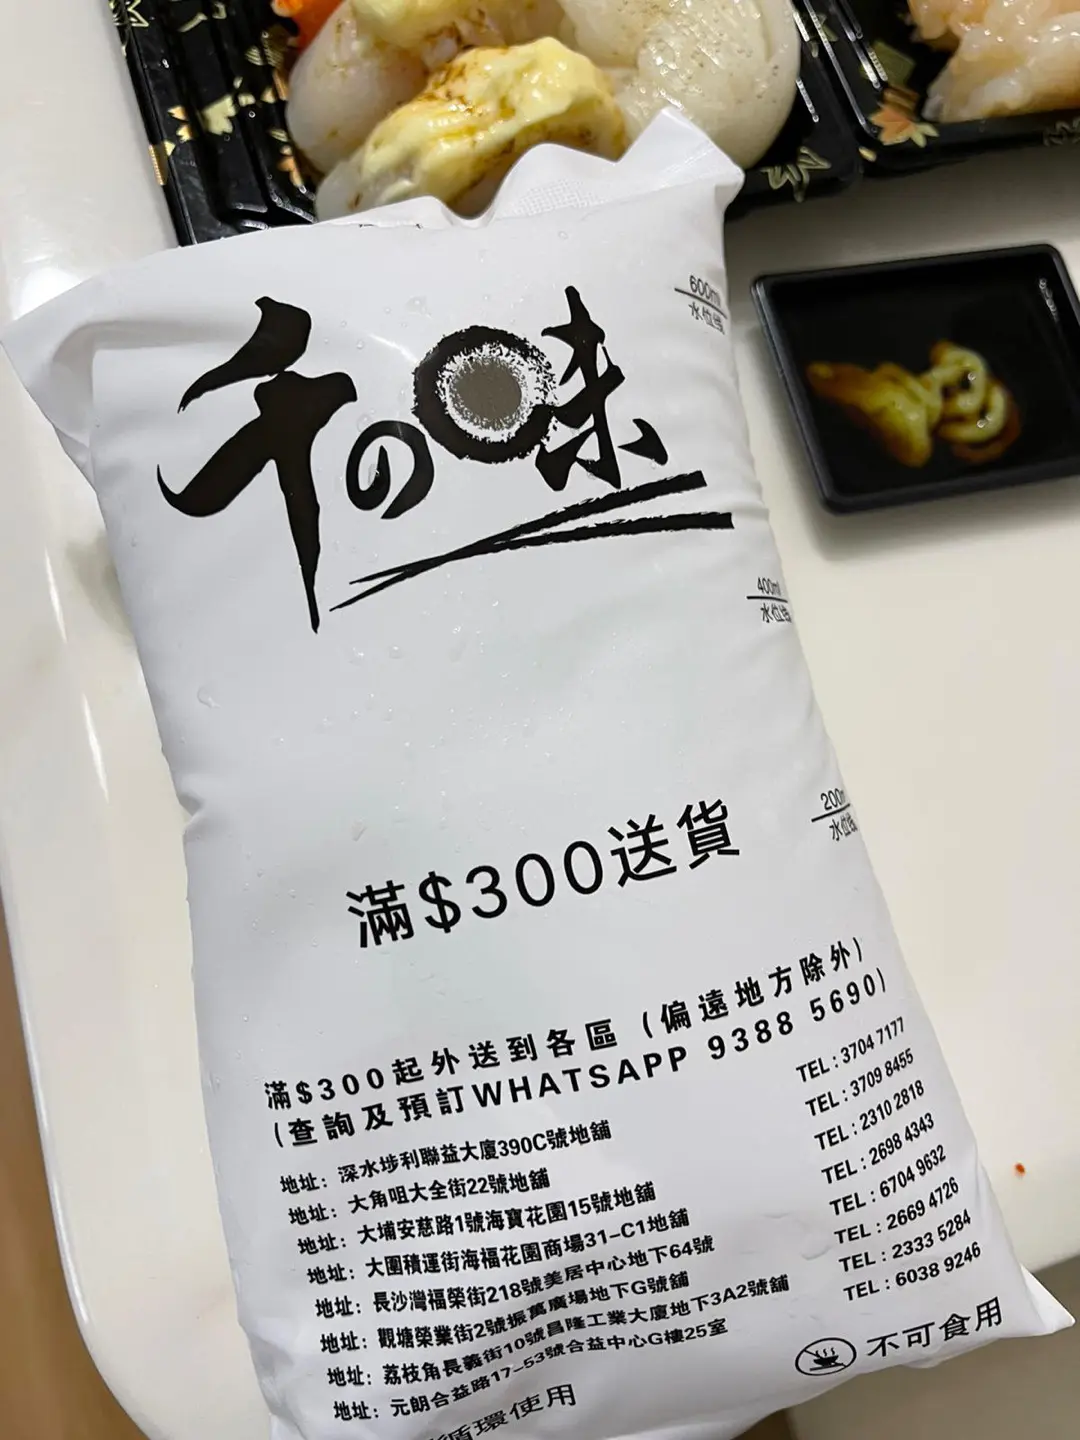 千の味
600ml
水位线
400ml
水位线
200m
水位线
滿$300送貨
滿$300起外送到各區(偏遠地方除外)
(查詢及預訂WHATSAPP 9388 5690)
地址：深水埗利聯益大廈390C號地舖 TEL : 3704 7177
地址：大角咀大全街22號地舖 TEL : 3709 8455
地址：大埔安慈路1號海寶花園15號地舖 TEL : 2310 2818
地址：大圍積運街海福花園商場31-C1地舖 TEL : 2698 4343
地址：長沙灣福榮街218號美居中心地下64號 TEL : 6704 9632
地址：觀塘榮業街2號振萬廣場地下G號舖 TEL : 2669 4726
地址：荔枝角長義街10號昌隆工業大廈地下3A2號舖 TEL : 2333 5284
地址：元朗合益路17-53號合益中心G樓25室 TEL : 6038 9246
循環使用
不可食用